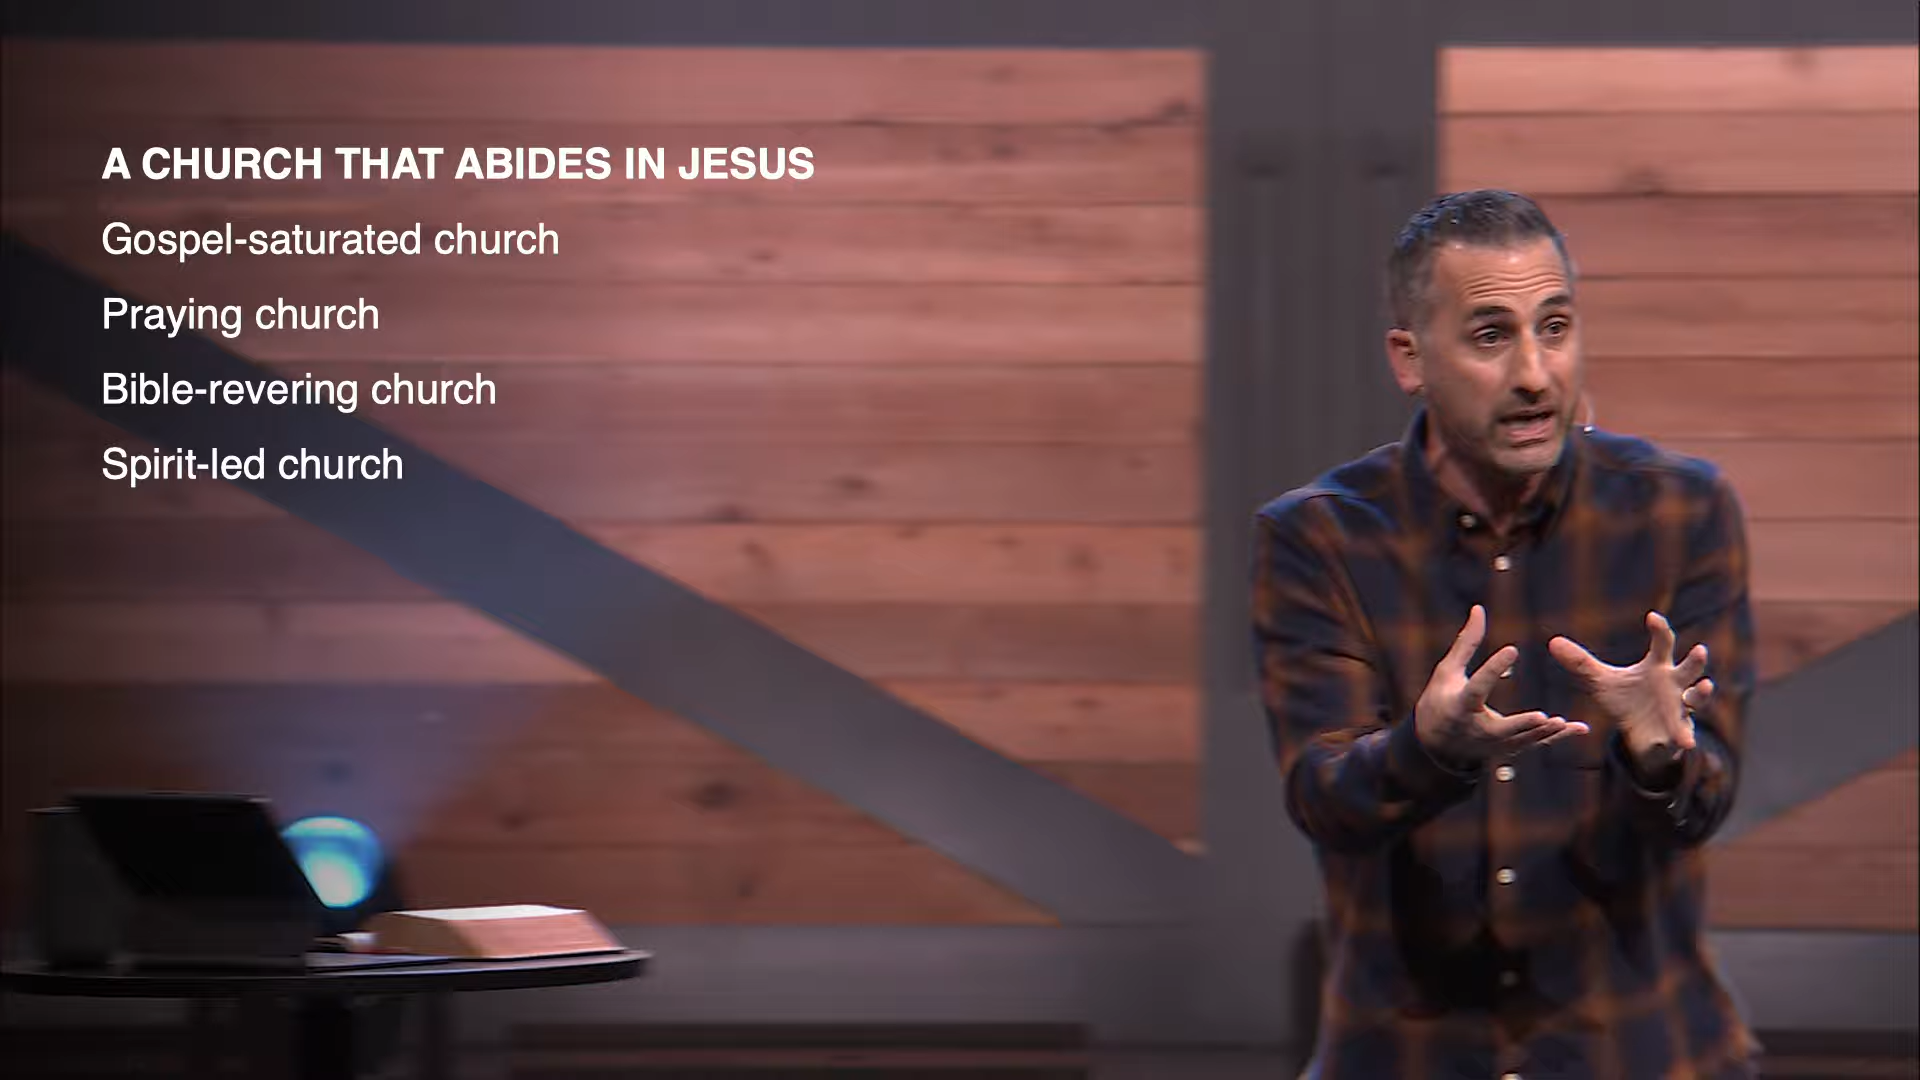 A CHURCH THAT ABIDES IN JESUS
Gospel-saturated church
Praying church
Bible-revering church
Spirit-led church